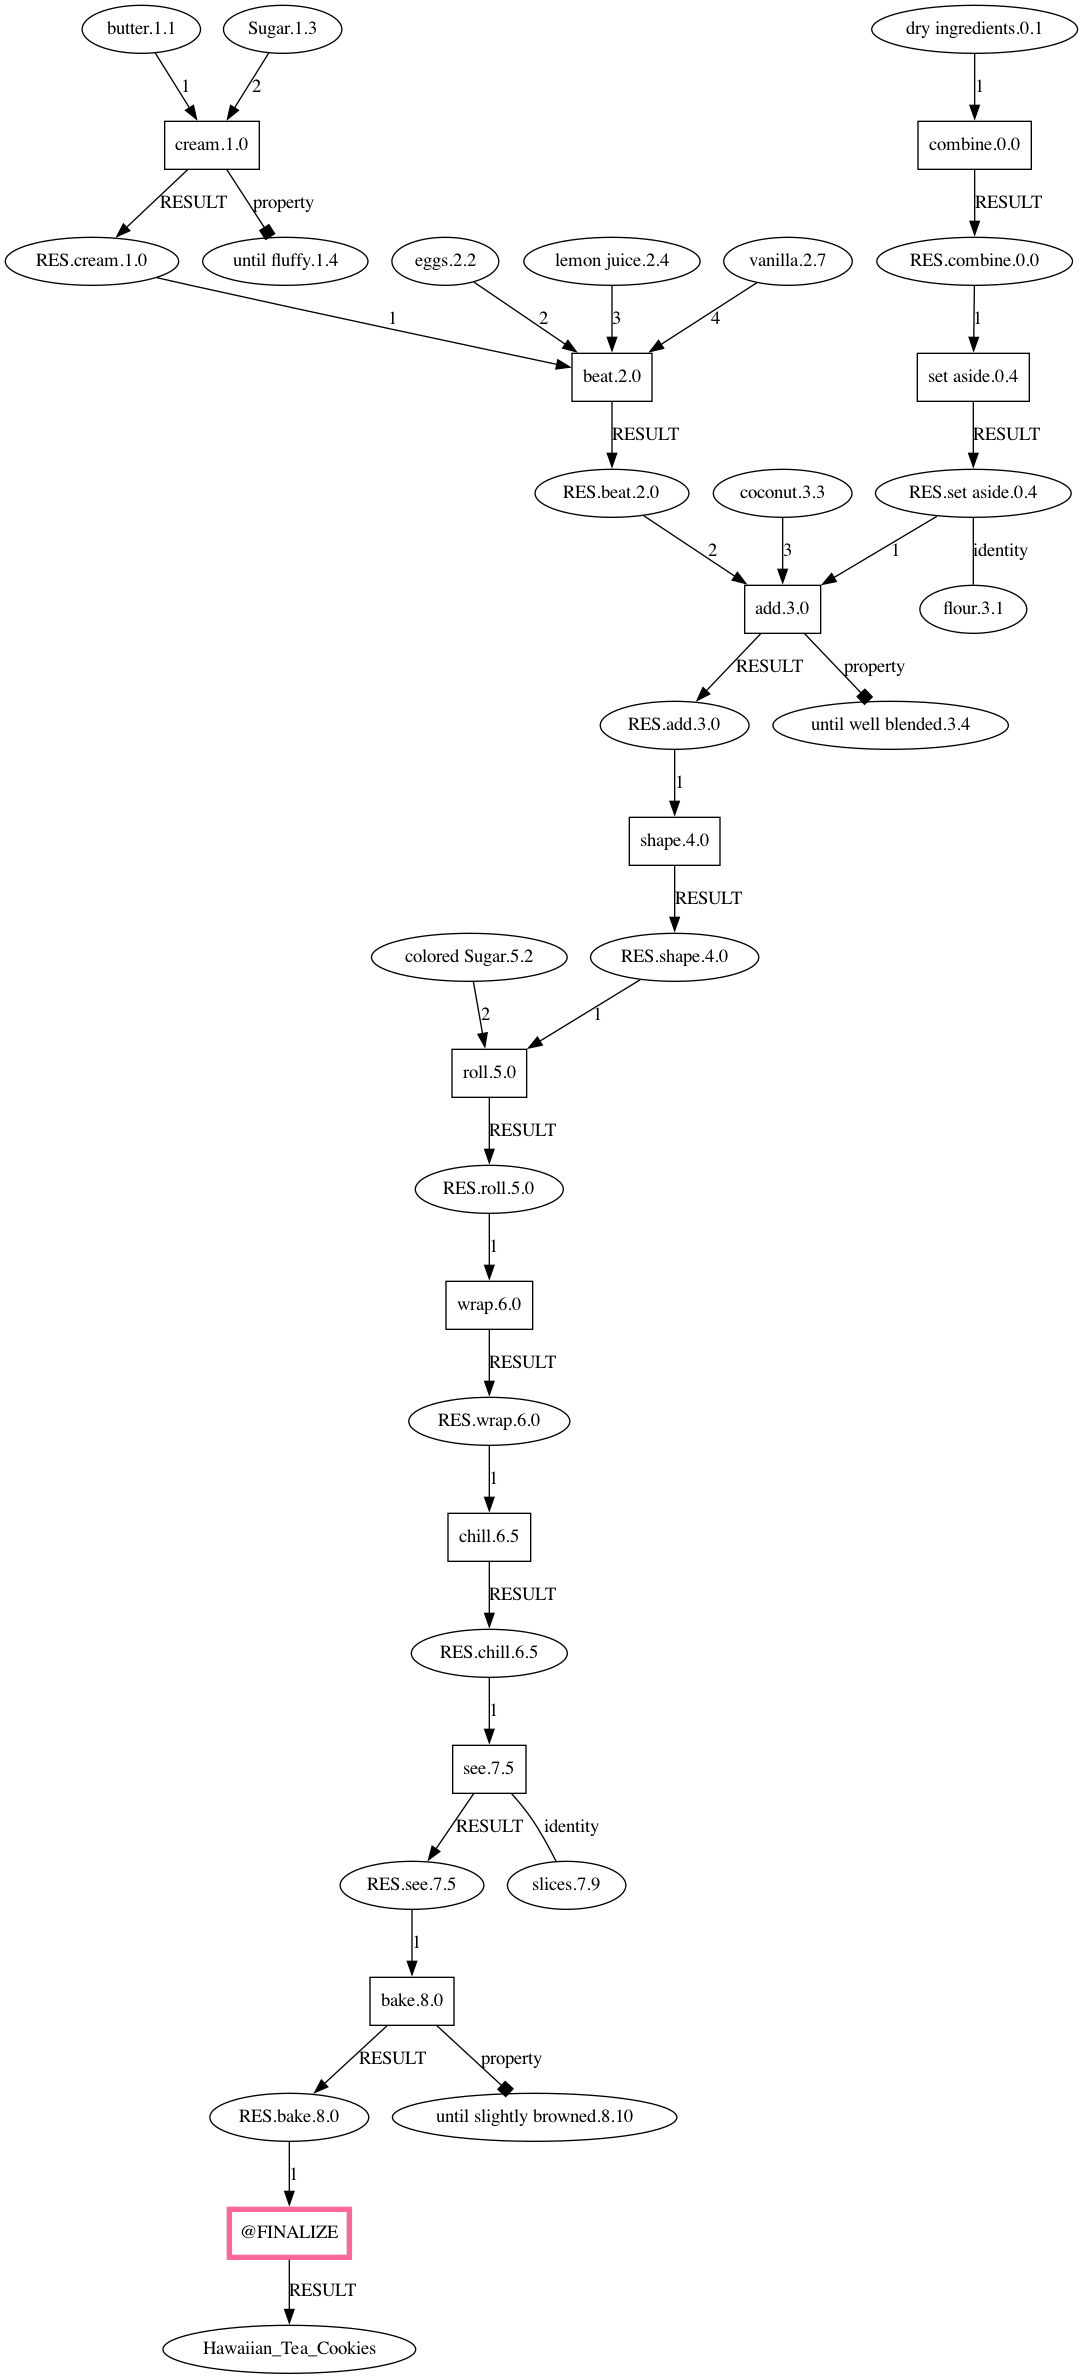 butter.1.1
Sugar.1.3
dry ingredients.0.1
1
2
1
cream.1.0
combine.0.0
RESULT
property
RESULT
RES.cream.1.0
until fluffy.1.4
eggs.2.2
lemon juice.2.4
vanilla.2.7
RES.combine.0.0
1
2
3
4
1
beat.2.0
set aside.0.4
RESULT
RESULT
RES.beat.2.0
coconut.3.3
RES.set aside.0.4
2
3
1
identity
add.3.0
flour.3.1
RESULT
property
RES.add.3.0
until well blended.3.4
1
shape.4.0
RESULT
colored Sugar.5.2
RES.shape.4.0
2
1
roll.5.0
RESULT
RES.roll.5.0
1
wrap.6.0
RESULT
RES.wrap.6.0
1
chill.6.5
RESULT
RES.chill.6.5
1
see.7.5
RESULT
identity
RES.see.7.5
slices.7.9
1
bake.8.0
RESULT
property
RES.bake.8.0
until slightly browned.8.10
1
@FINALIZE
RESULT
Hawaiian_Tea_Cookies